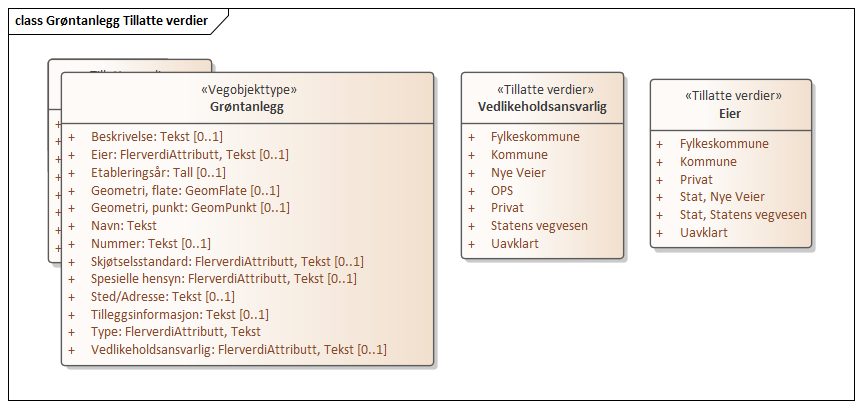 class Grøntanlegg Tillatte verdier
«Vegobjekttype»
Grøntanlegg
+ Beskrivelse: Tekst [0..1]
+ Eier: FlerverdiAttributt, Tekst [0..1]
+ Etableringsår: Tall [0..1]
+ Geometri, flate: GeomFlate [0..1]
+ Geometri, punkt: GeomPunkt [0..1]
+ Navn: Tekst
+ Nummer: Tekst [0..1]
+ Skjøtselsstandard: FlerverdiAttributt, Tekst [0..1]
+ Spesielle hensyn: FlerverdiAttributt, Tekst [0..1]
+ Sted/Adresse: Tekst [0..1]
+ Tilleggsinformasjon: Tekst [0..1]
+ Type: FlerverdiAttributt, Tekst
+ Vedlikeholdsansvarlig: FlerverdiAttributt, Tekst [0..1]
«Tillatte verdier»
Vedlikeholdsansvarlig
+ Fylkeskommune
+ Kommune
+ Nye Veier
+ OPS
+ Privat
+ Statens vegvesen
+ Uavklart
«Tillatte verdier»
Eier
+ Fylkeskommune
+ Kommune
+ Privat
+ Stat, Nye Veier
+ Stat, Statens vegvesen
+ Uavklart